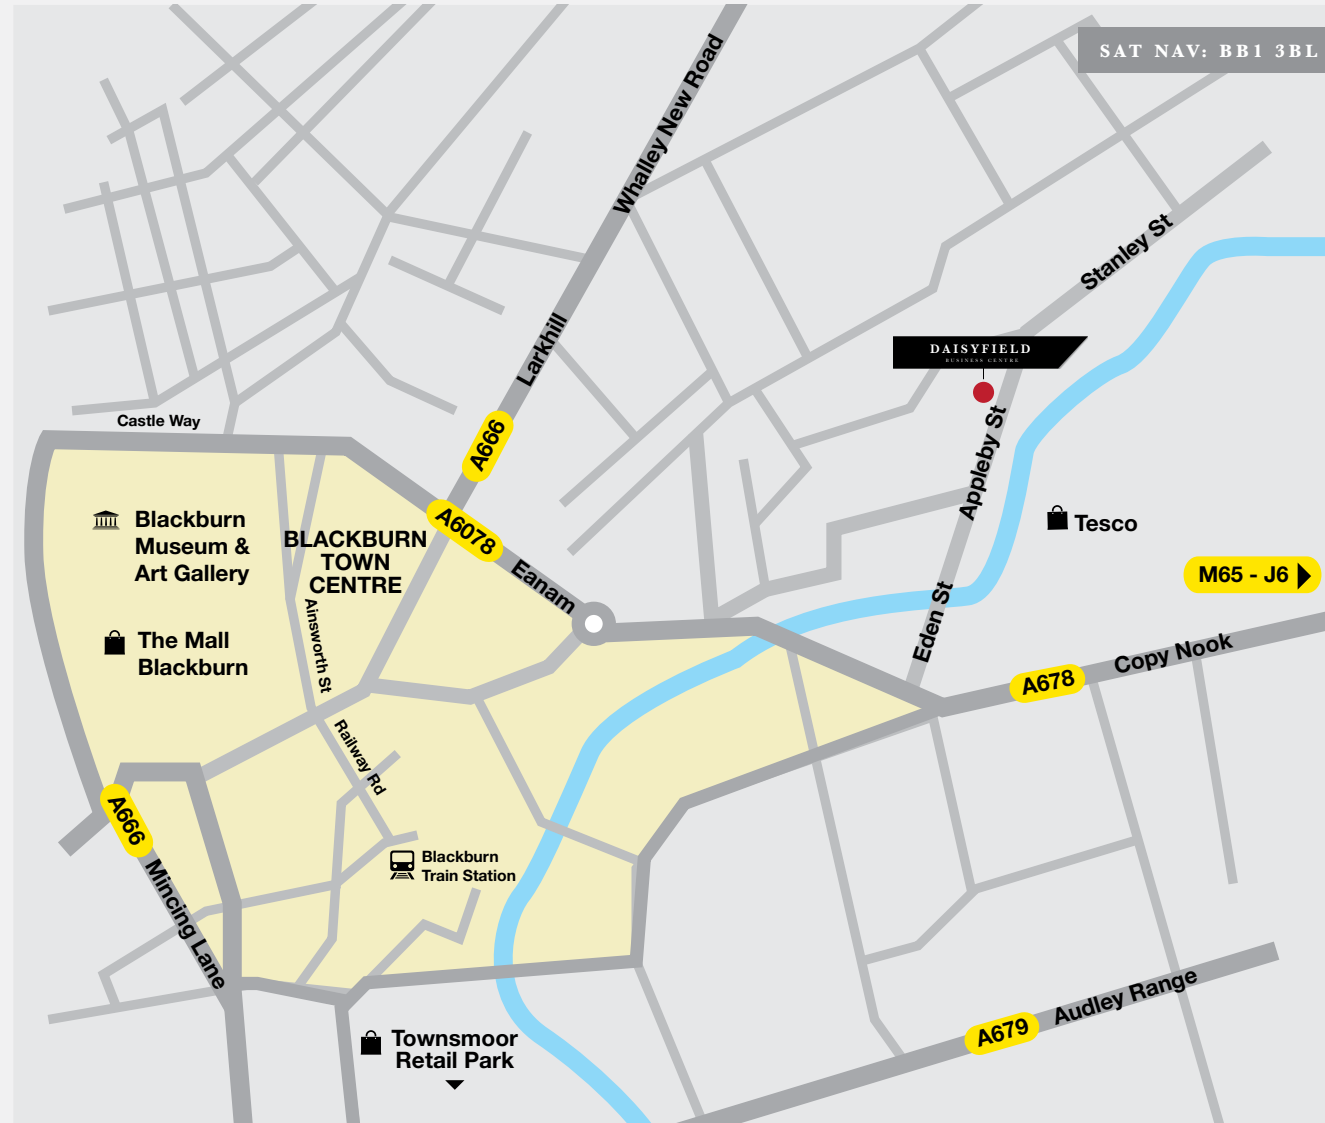 SAT NAV: BB1 3BL
Whalley New Road
Stanley St
Larkhill
DAISYFIELD
BUSINESS CENTRE
Castle Way
A666
Appleby St
A6078
Blackburn
Museum &
Art Gallery
BLACKBURN
TOWN
CENTRE
Eanam
Tesco
M65 - J6
Ainsworth St
Eden St
The Mall
Blackburn
Copy Nook
A678
Railway Rd
A666
Blackburn
Train Station
Mincing Lane
Audley Range
A679
Townsmoor
Retail Park